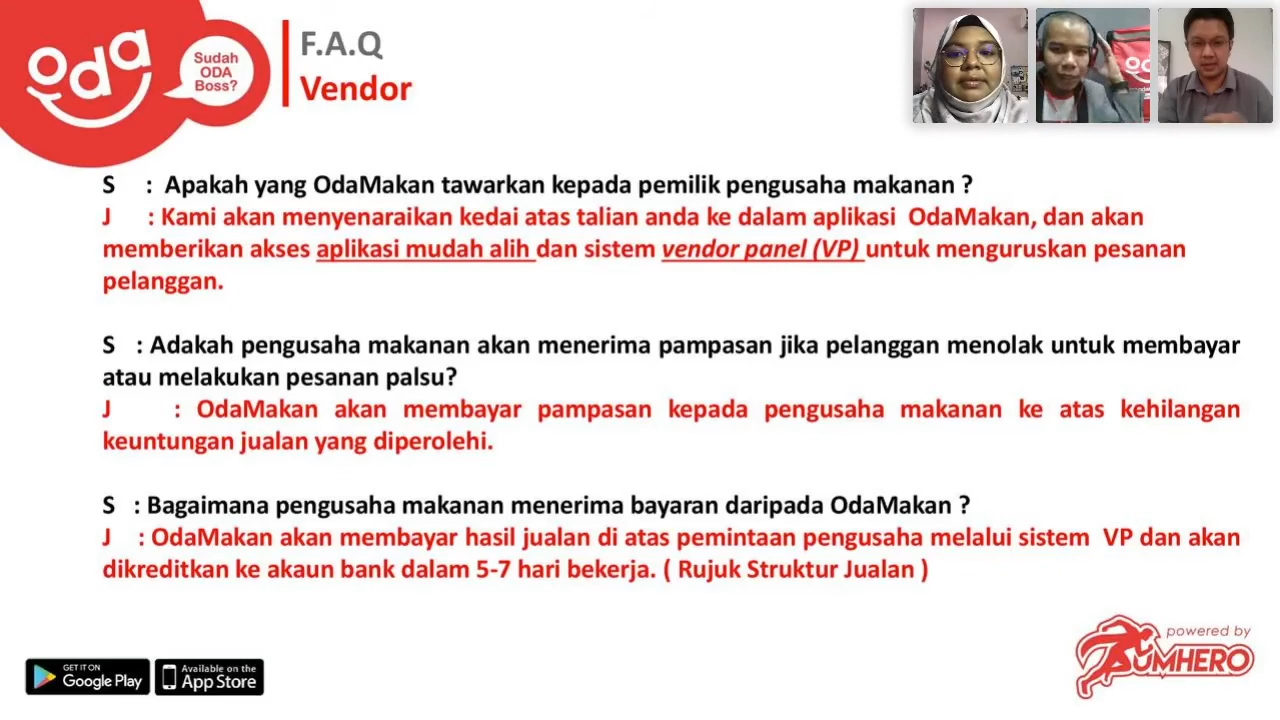 oda
Sudah
ODA
Boss?
F.A.Q
Vendor
S : Apakah yang OdaMakan tawarkan kepada pemilik pengusaha makanan ?
J : Kami akan menyenaraikan kedai atas talian anda ke dalam aplikasi OdaMakan, dan akan
memberikan akses aplikasi mudah alih dan sistem vendor panel (VP) untuk menguruskan pesanan
pelanggan.
S : Adakah pengusaha makanan akan menerima pampasan jika pelanggan menolak untuk membayar
atau melakukan pesanan palsu?
J : OdaMakan akan membayar pampasan kepada pengusaha makanan ke atas kehilangan
keuntungan jualan yang diperolehi.
S : Bagaimana pengusaha makanan menerima bayaran daripada OdaMakan ?
J : OdaMakan akan membayar hasil jualan di atas pemintaan pengusaha melalui sistem VP dan akan
dikreditkan ke akaun bank dalam 5-7 hari bekerja. ( Rujuk Struktur Jualan )
GET IT ON
Google Play
Available on the
App Store
powered by
RUMHERO